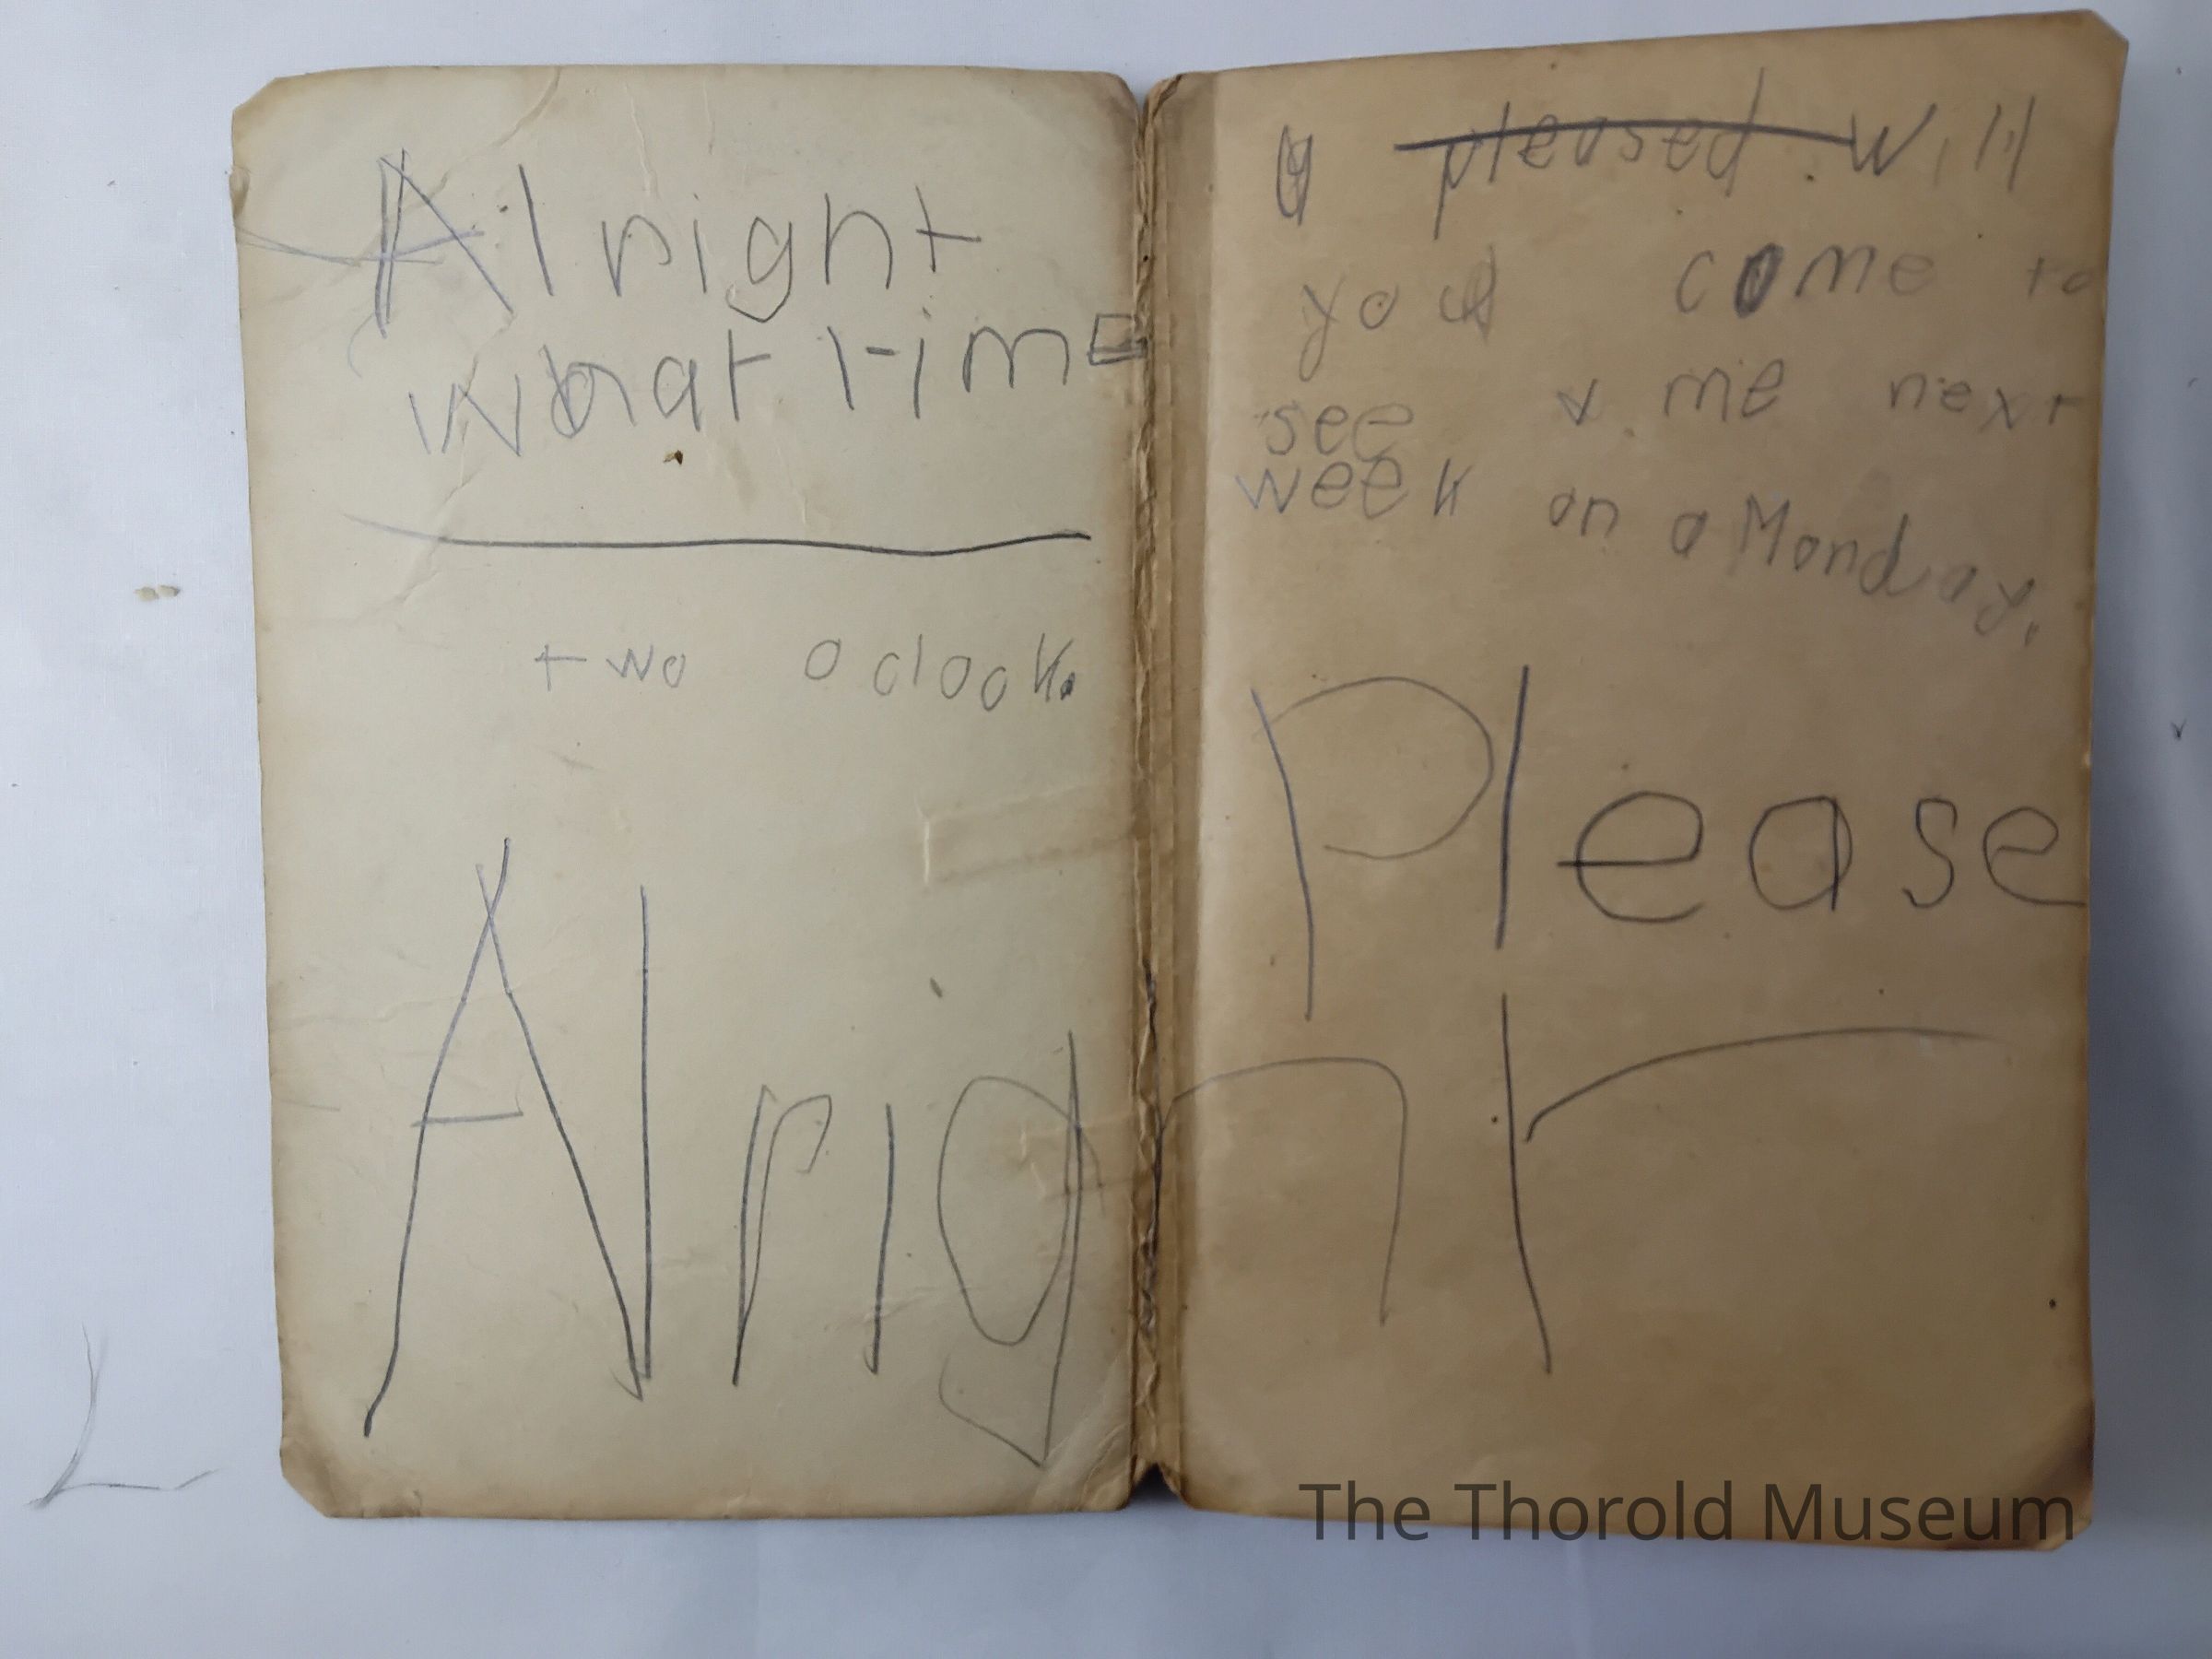 Alright
what time
two oclock.
pleased will
you come to
see me next
week on a Monday.
Please
Alright
The Thorold Museum